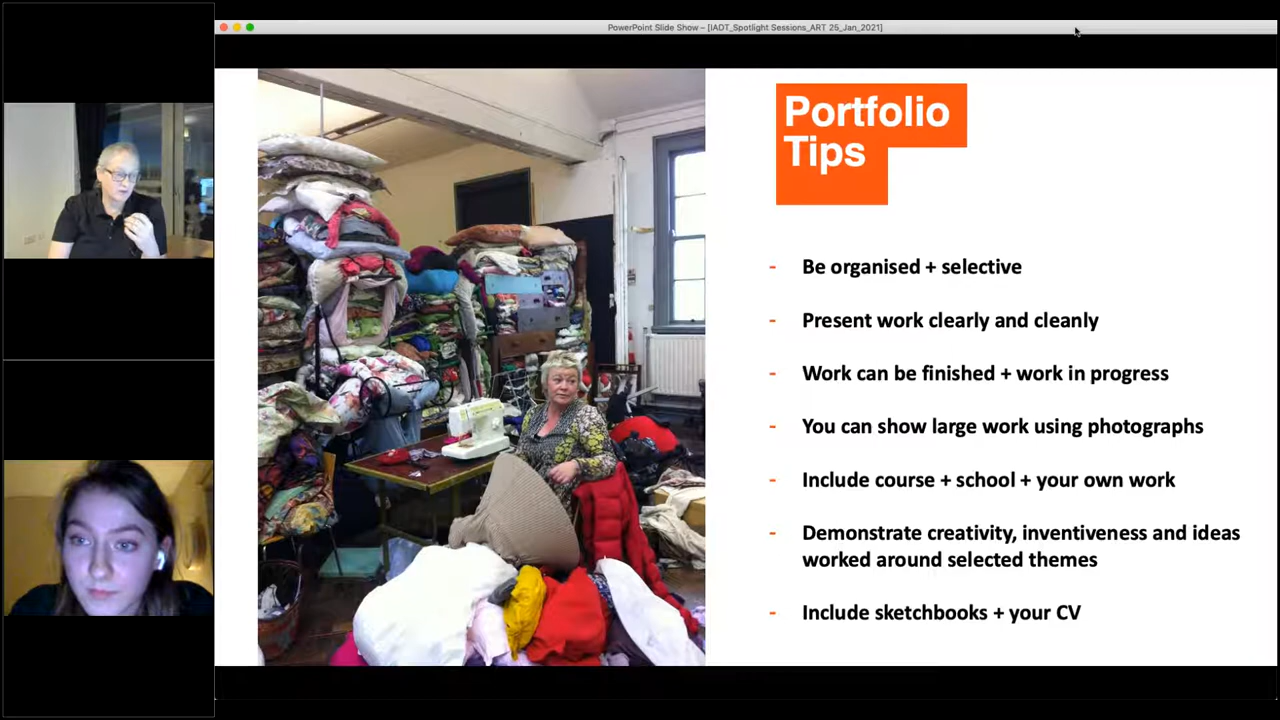 PowerPoint Slide Show – [IADT_Spotlight Sessions_ART 25_Jan_2021]
Portfolio
Tips
- Be organised + selective
- Present work clearly and cleanly
- Work can be finished + work in progress
- You can show large work using photographs
- Include course + school + your own work
- Demonstrate creativity, inventiveness and ideas
worked around selected themes
- Include sketchbooks + your CV